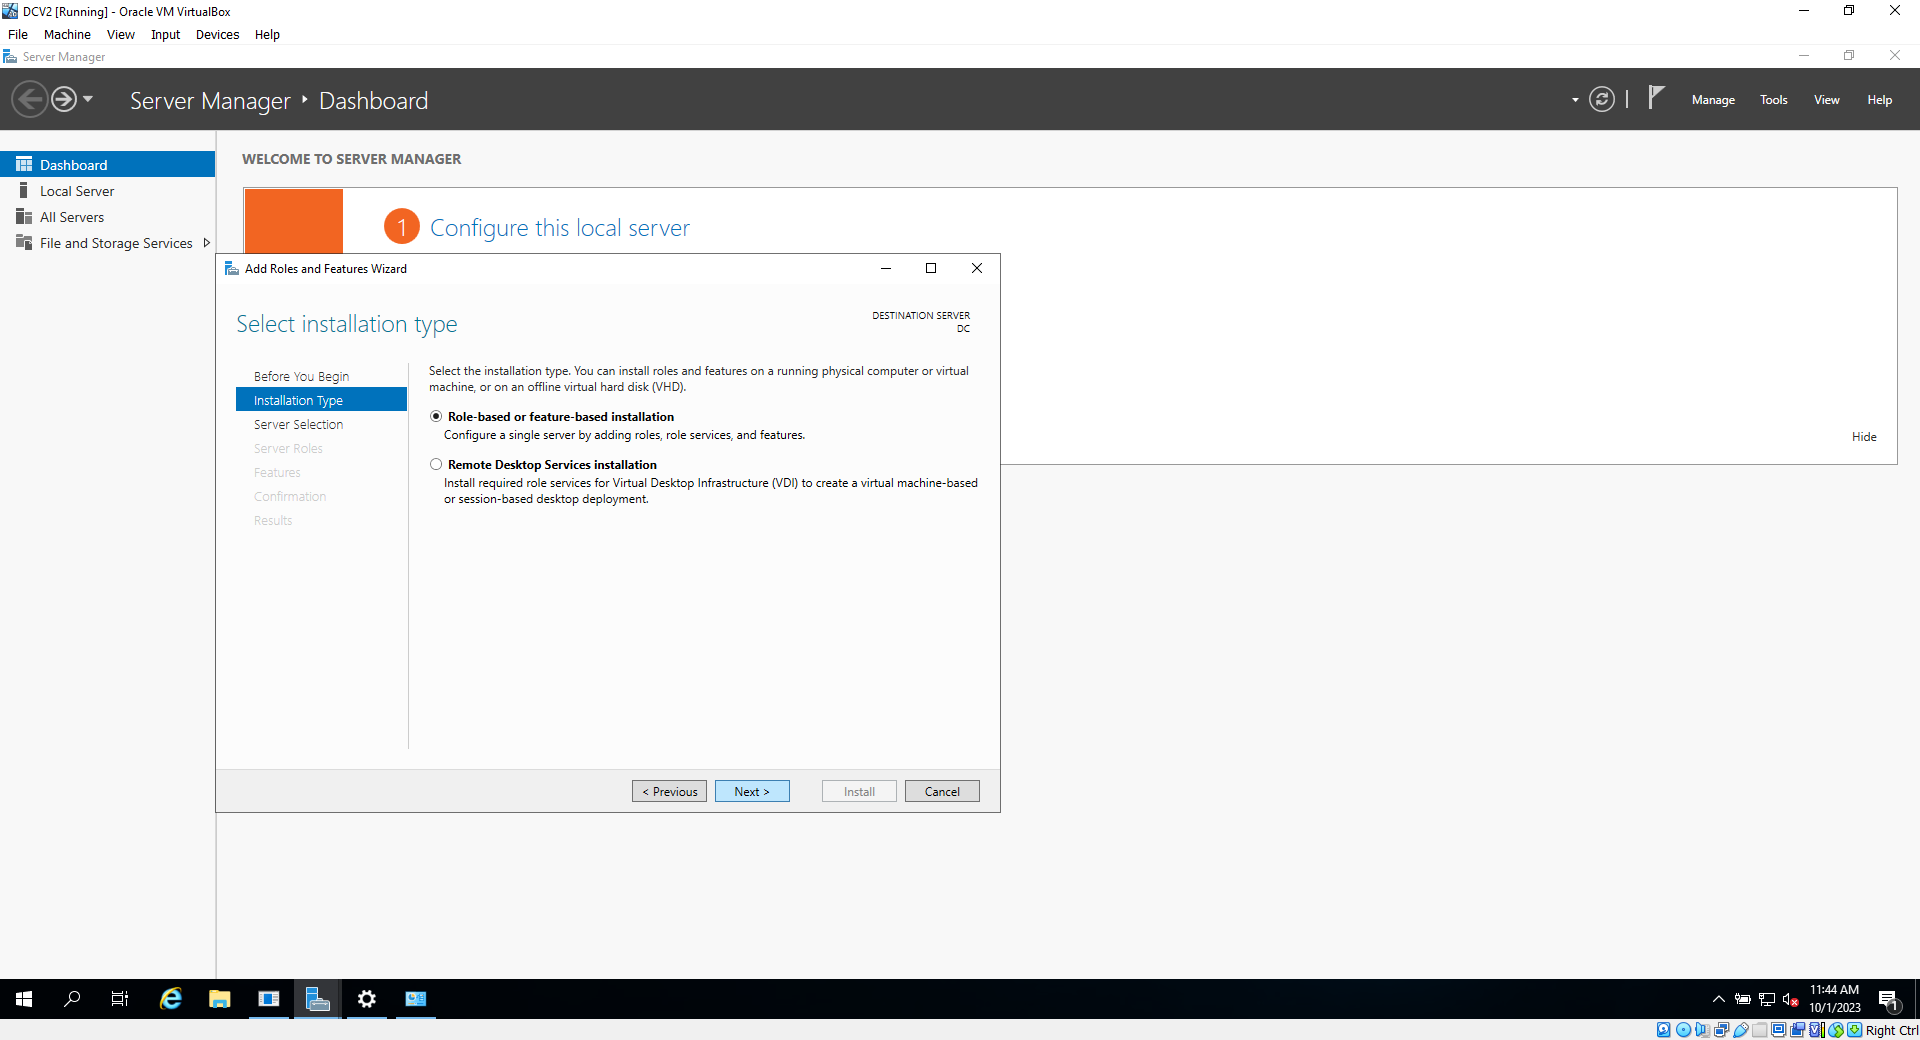 DCV2 [Running] - Oracle VM VirtualBox
File Machine View Input Devices Help
Server Manager
Server Manager ‣ Dashboard
Manage Tools View Help
Dashboard
Local Server
All Servers
File and Storage Services
WELCOME TO SERVER MANAGER
1 Configure this local server
Hide
Add Roles and Features Wizard
Select installation type
DESTINATION SERVER
DC
Before You Begin
Installation Type
Server Selection
Server Roles
Features
Confirmation
Results
Select the installation type. You can install roles and features on a running physical computer or virtual
machine, or on an offline virtual hard disk (VHD).
Role-based or feature-based installation
Configure a single server by adding roles, role services, and features.
Remote Desktop Services installation
Install required role services for Virtual Desktop Infrastructure (VDI) to create a virtual machine-based
or session-based desktop deployment.
< Previous Next > Install Cancel
11:44 AM
10/1/2023
1
Right Ctrl